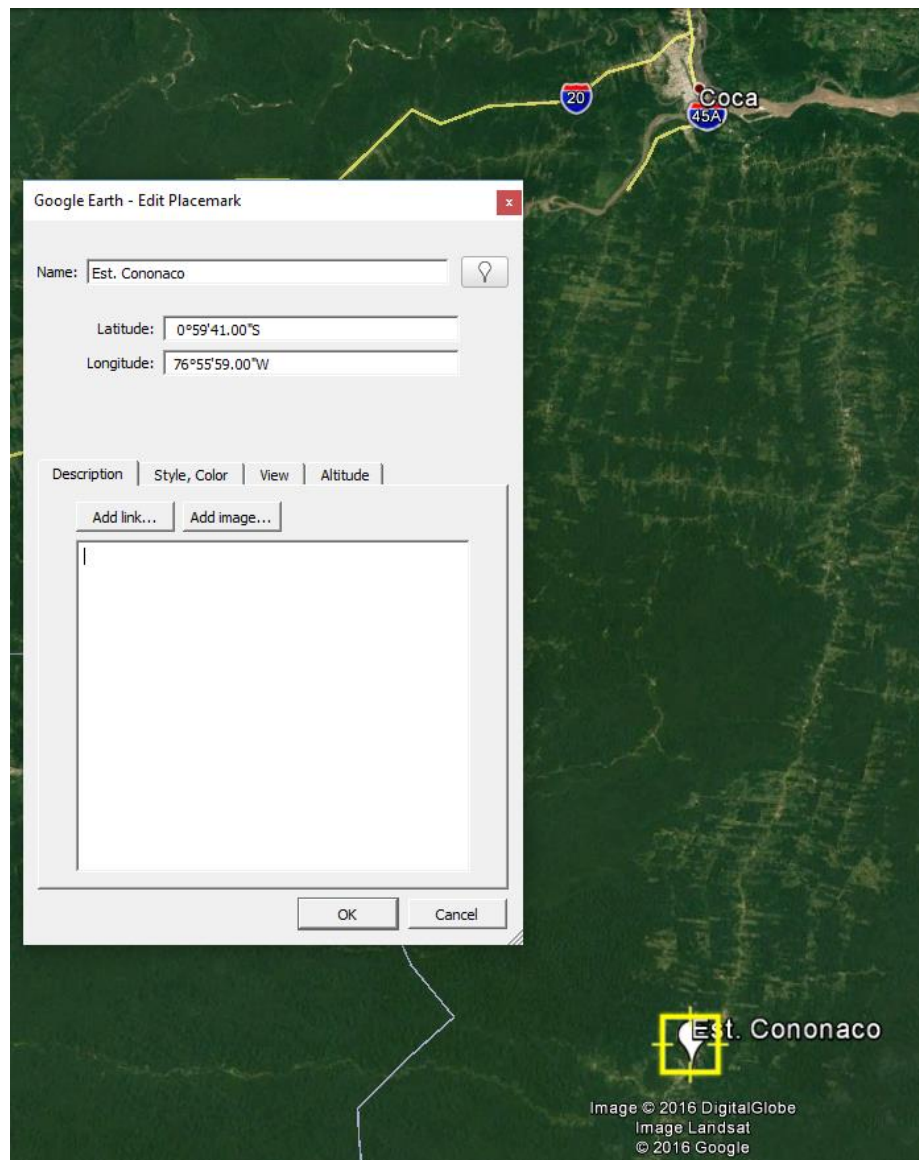 20
Coca
45A
Google Earth - Edit Placemark
x
Name: Est. Cononaco
Latitude: 0°59'41.00"S
Longitude: 76°55'59.00"W
Description Style, Color View Altitude
Add link... Add image...
OK Cancel
Est. Cononaco
Image © 2016 DigitalGlobe
Image Landsat
© 2016 Google